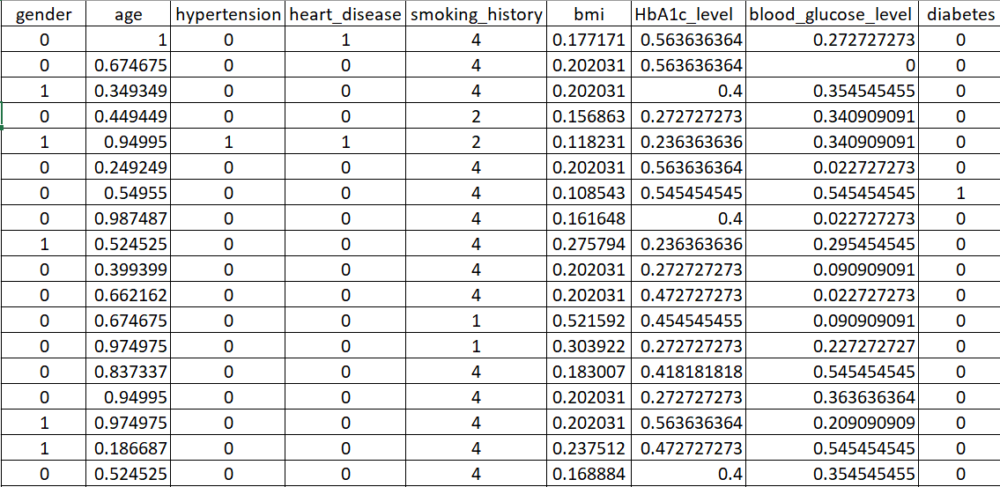 gender age hypertension heart_disease smoking_history bmi HbA1c_level blood_glucose_level diabetes
0 1 0 1 4 0.177171 0.563636364 0.272727273 0
0 0.674675 0 0 4 0.202031 0.563636364 0 0
1 0.349349 0 0 4 0.202031 0.4 0.354545455 0
0 0.449449 0 0 2 0.156863 0.272727273 0.340909091 0
1 0.94995 1 1 2 0.118231 0.236363636 0.340909091 0
0 0.249249 0 0 4 0.202031 0.563636364 0.022727273 0
0 0.54955 0 0 4 0.108543 0.545454545 0.545454545 1
0 0.987487 0 0 4 0.161648 0.4 0.022727273 0
1 0.524525 0 0 4 0.275794 0.236363636 0.295454545 0
0 0.399399 0 0 4 0.202031 0.272727273 0.090909091 0
0 0.662162 0 0 4 0.202031 0.472727273 0.022727273 0
0 0.674675 0 0 1 0.521592 0.454545455 0.090909091 0
0 0.974975 0 0 1 0.303922 0.272727273 0.227272727 0
0 0.837337 0 0 4 0.183007 0.418181818 0.545454545 0
0 0.94995 0 0 4 0.202031 0.272727273 0.363636364 0
1 0.974975 0 0 4 0.202031 0.563636364 0.209090909 0
1 0.186687 0 0 4 0.237512 0.472727273 0.545454545 0
0 0.524525 0 0 4 0.168884 0.4 0.354545455 0